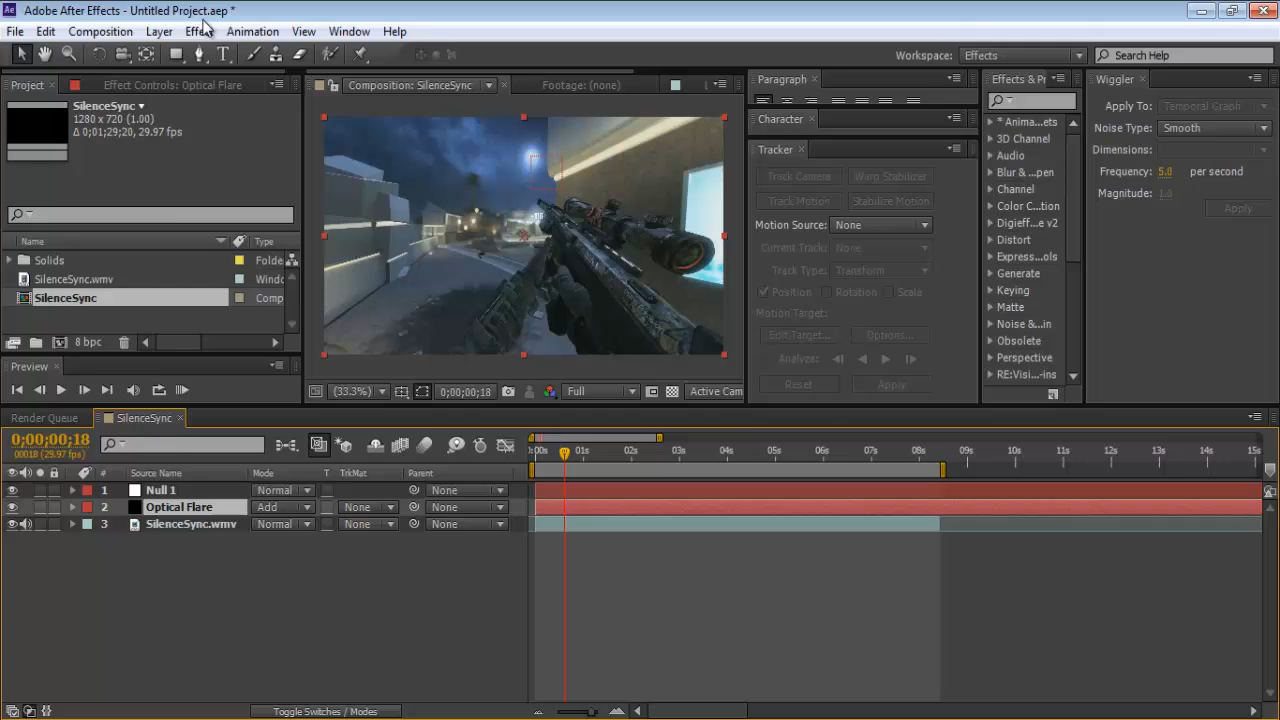 Ae Adobe After Effects - Untitled Project.aep *
File Edit Composition Layer Effect Animation View Window Help
Workspace: Effects Search Help
Project × Effect Controls: Optical Flare
Composition: SilenceSync Footage: (none)
Paragraph × Effects & Pr Wiggler ×
SilenceSync▼
1280 x 720 (1.00)
Δ 0;01;29;20, 29.97 fps
Character ×
Tracker ×
Track Camera Warp Stabilizer
Track Motion Stabilize Motion
Motion Source: None
Current Track: None
Track Type: Transform
Position Rotation Scale
Motion Target:
Edit Target... Options...
Analyze:
Reset Apply
* Anima...ets
3D Channel
Audio
Blur & ...pen
Channel
Color C...tion
Digieff...e v2
Distort
Express...ols
Generate
Keying
Matte
Noise &...in
Obsolete
Perspective
RE:Visi...-ins
Apply To: Temporal Graph
Noise Type: Smooth
Dimensions:
Frequency: 5.0 per second
Magnitude: 1.0
Apply
Name Type
Solids Folde
SilenceSync.wmv Windo
SilenceSync Comp
8 bpc
Preview ×
(33.3%) 0;00;00;18 Full Active Cam
Render Queue SilenceSync ×
0;00;00;18
00018 (29.97 fps)
# Source Name Mode T TrkMat Parent
1 Null 1 Normal None
2 Optical Flare Add None None
3 SilenceSync.wmv Normal None None
:00s 01s 02s 03s 04s 05s 06s 07s 08s 09s 10s 11s 12s 13s 14s 15s
Toggle Switches / Modes